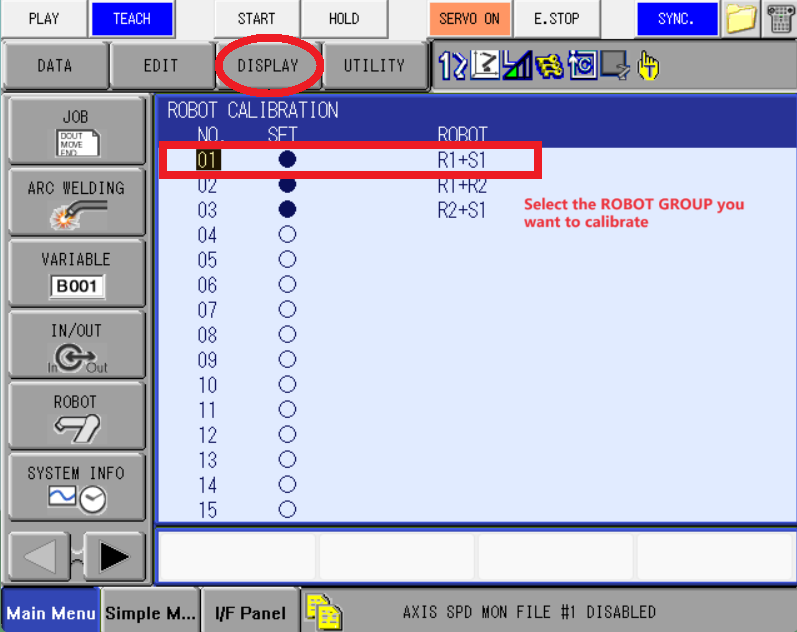 PLAY TEACH START HOLD SERVO ON E.STOP SYNC.
DATA EDIT DISPLAY UTILITY
JOB
DOUT
MOVE
END
ARC WELDING
VARIABLE
B001
IN/OUT
In Out
ROBOT
SYSTEM INFO
ROBOT CALIBRATION
NO. SET ROBOT
01 R1+S1
02 R1+R2
03 R2+S1
04
05
06
07
08
09
10
11
12
13
14
15
Select the ROBOT GROUP you
want to calibrate
Main Menu Simple M... I/F Panel AXIS SPD MON FILE #1 DISABLED